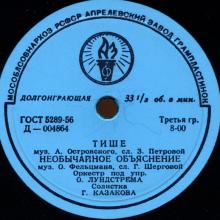 МОСОБЛСОВНАРХОЗ РСФСР АПРЕЛЕВСКИЙ ЗАВОД ГРАМПЛАСТИНОК
ДОЛГОИГРАЮЩАЯ 33 1/3 об. в мин.
ГОСТ 5289-56 Третья гр.
Д — 004864 8-00
ТИШЕ
муз. А. Островского, сл. З. Петровой
НЕОБЫЧАЙНОЕ ОБЪЯСНЕНИЕ
муз. О. Фельцмана, сл. Г. Шерговой
Оркестр под упр.
О. ЛУНДСТРЕМА
Солистка
Г. КАЗАКОВА